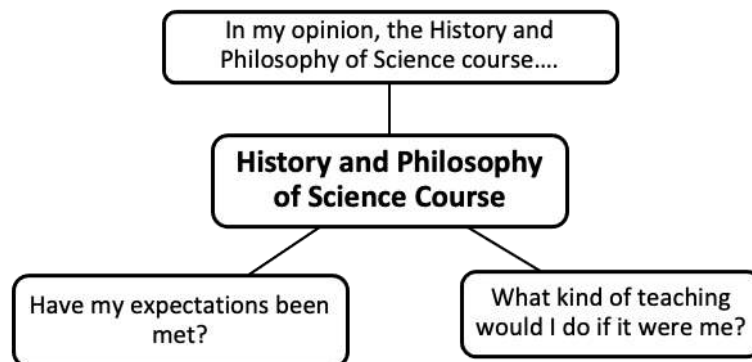 In my opinion, the History and
Philosophy of Science course....
History and Philosophy
of Science Course
Have my expectations been
met?
What kind of teaching
would I do if it were me?